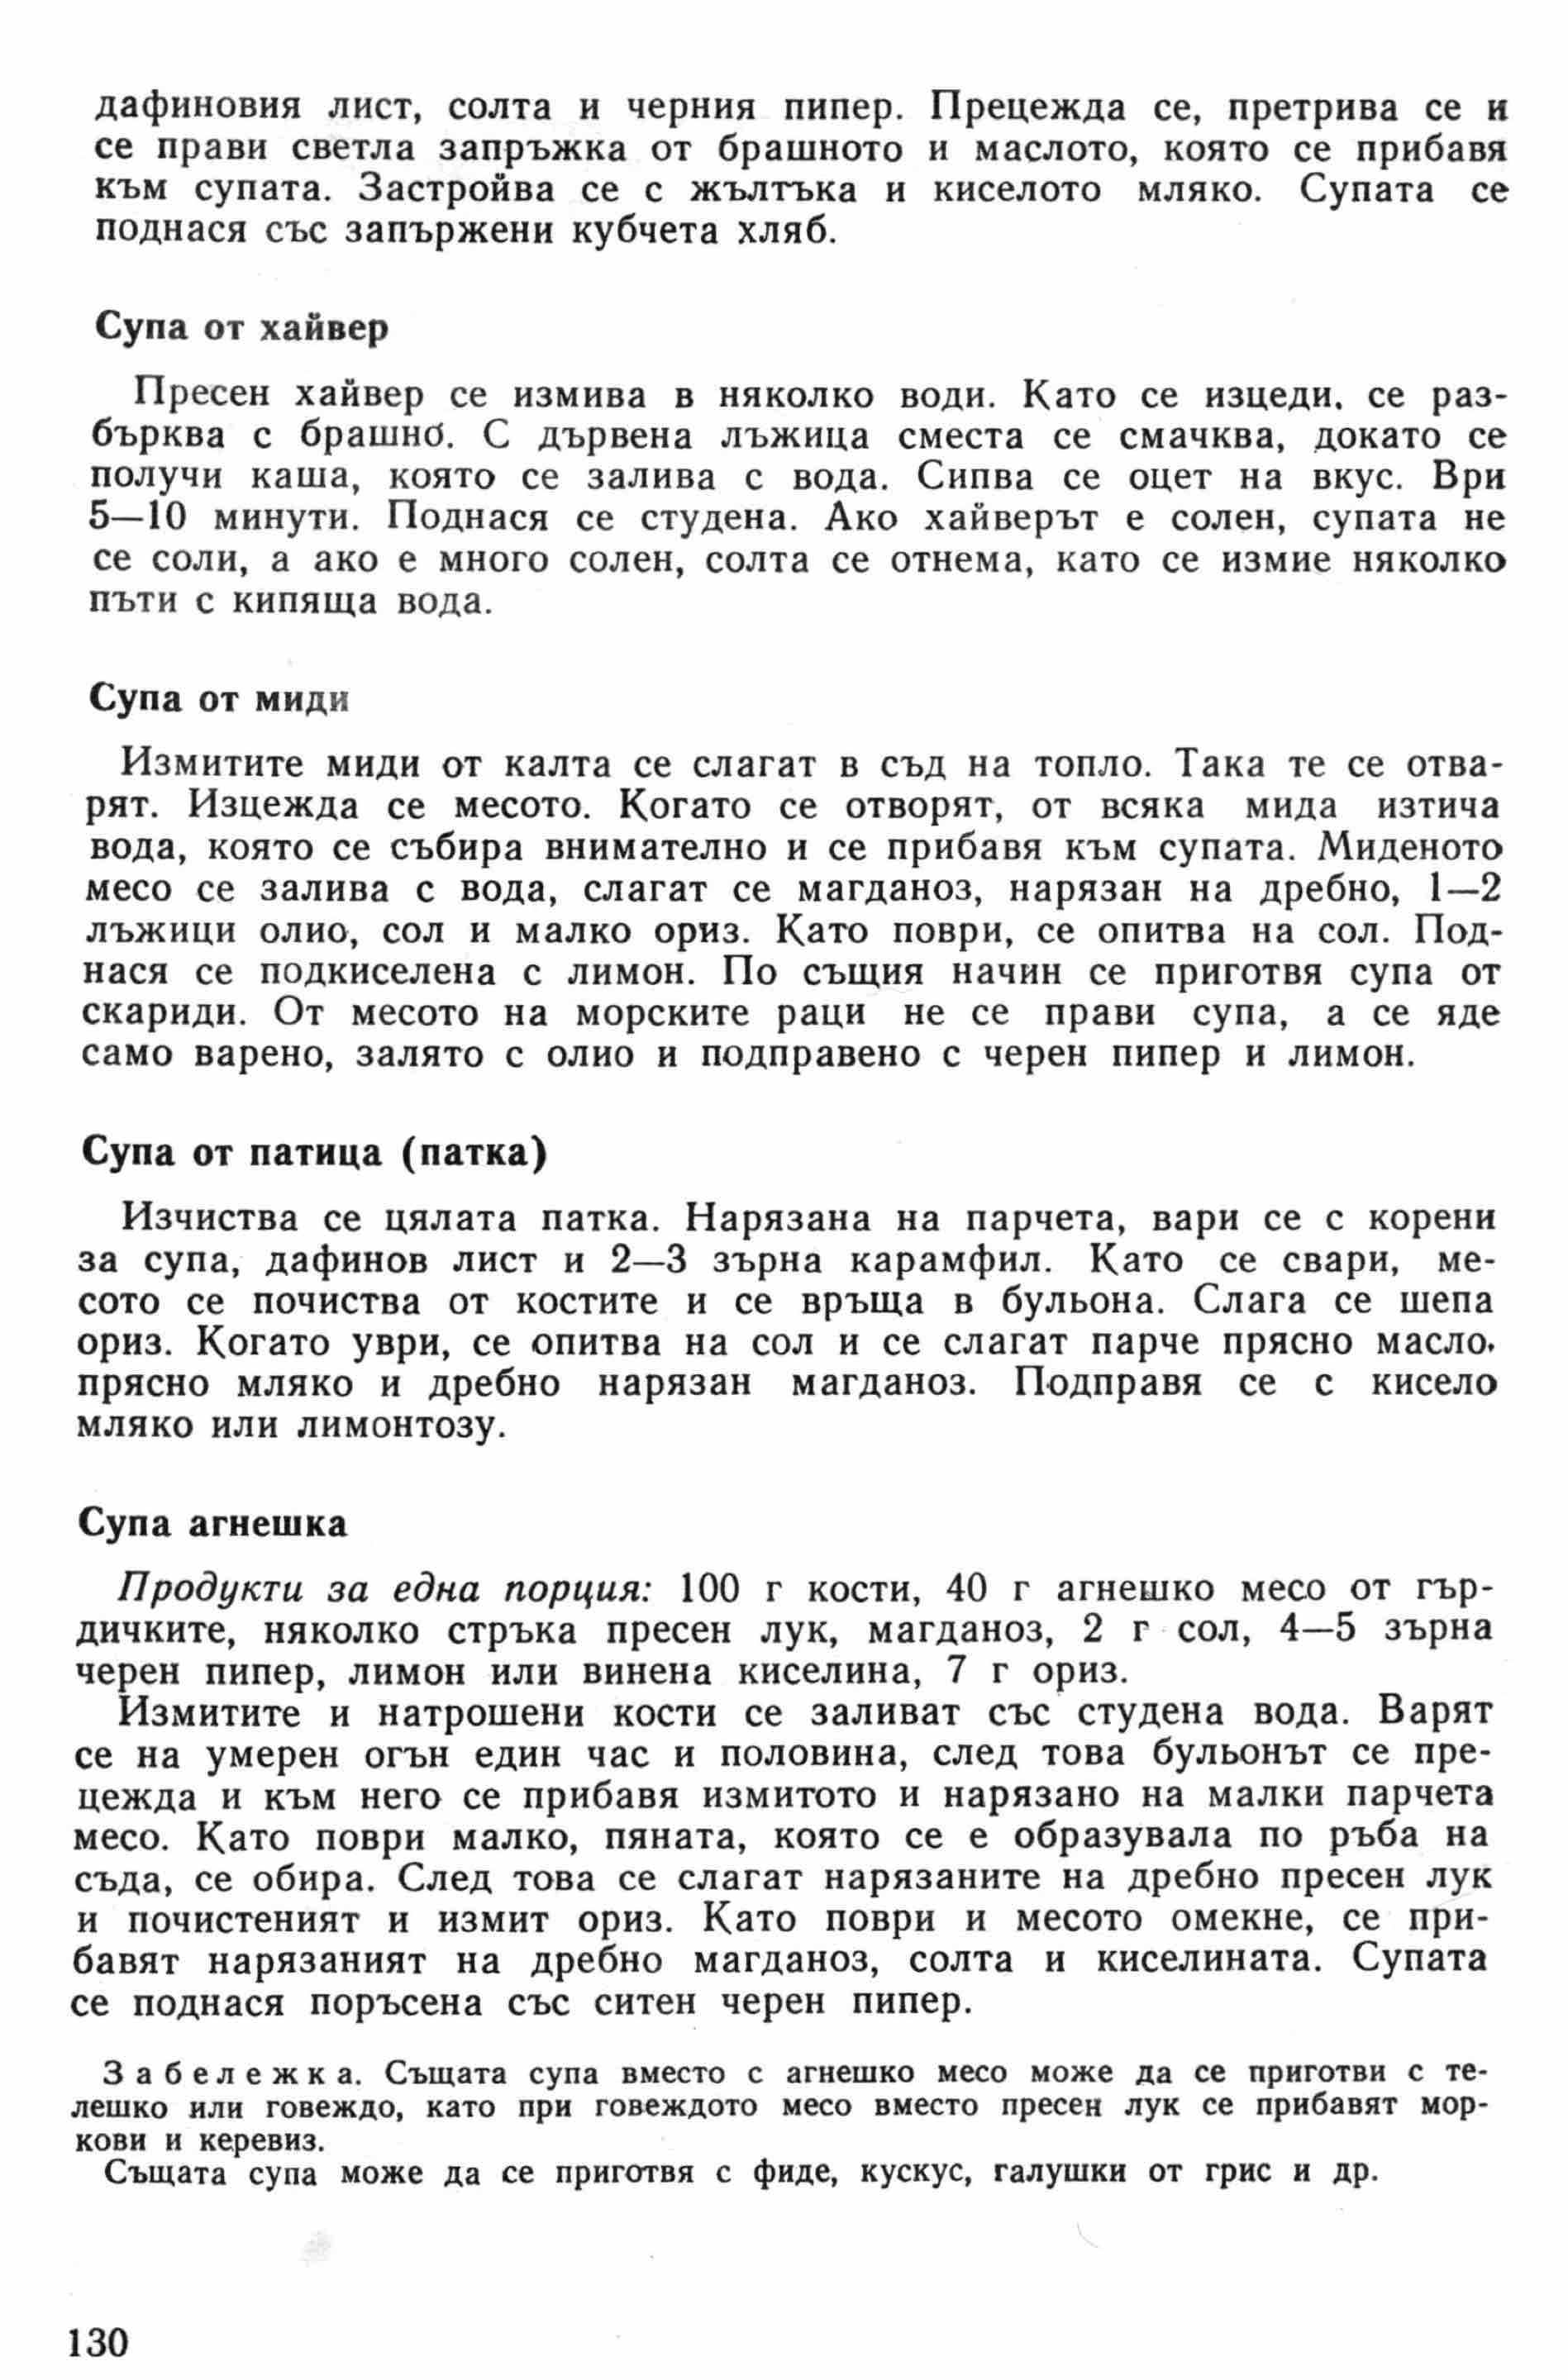 дафиновия лист, солта и черния пипер. Прецежда се, претрива се и
се прави светла запръжка от брашното и маслото, която се прибавя
към супата. Застройва се с жълтъка и киселото мляко. Супата се
поднася със запържени кубчета хляб.
Супа от хайвер
Пресен хайвер се измива в няколко води. Като се изцеди, се раз-
бърква с брашно. С дървена лъжица сместа се смачква, докато се
получи каша, която се залива с вода. Сипва се оцет на вкус. Ври
5—10 минути. Поднася се студена. Ако хайверът е солен, супата не
се соли, а ако е много солен, солта се отнема, като се измие няколко
пъти с кипяща вода.
Супа от миди
Измитите миди от калта се слагат в съд на топло. Така те се отва-
рят. Изцежда се месото. Когато се отворят, от всяка мида изтича
вода, която се събира внимателно и се прибавя към супата. Миденото
месо се залива с вода, слагат се магданоз, нарязан на дребно, 1—2
лъжици олио, сол и малко ориз. Като поври, се опитва на сол. Под-
нася се подкиселена с лимон. По същия начин се приготвя супа от
скариди. От месото на морските раци не се прави супа, а се яде
само варено, залято с олио и подправено с черен пипер и лимон.
Супа от патица (патка)
Изчиства се цялата патка. Нарязана на парчета, вари се с корени
за супа, дафинов лист и 2—3 зърна карамфил. Като се свари, ме-
сото се почиства от костите и се връща в бульона. Слага се шепа
ориз. Когато уври, се опитва на сол и се слагат парче прясно масло,
прясно мляко и дребно нарязан магданоз. Подправя се с кисело
мляко или лимонтозу.
Супа агнешка
Продукти за една порция: 100 г кости, 40 г агнешко месо от гър-
дичките, няколко стръка пресен лук, магданоз, 2 г сол, 4—5 зърна
черен пипер, лимон или винена киселина, 7 г ориз.
Измитите и натрошени кости се заливат със студена вода. Варят
се на умерен огън един час и половина, след това бульонът се пре-
цежда и към него се прибавя измитото и нарязано на малки парчета
месо. Като поври малко, пяната, която се е образувала по ръба на
съда, се обира. След това се слагат нарязаните на дребно пресен лук
и почистеният и измит ориз. Като поври и месото омекне, се при-
бавят нарязаният на дребно магданоз, солта и киселината. Супата
се поднася поръсена със ситен черен пипер.
Забележка. Същата супа вместо с агнешко месо може да се приготви с те-
лешко или говеждо, като при говеждото месо вместо пресен лук се прибавят мор-
кови и керевиз.
Същата супа може да се приготвя с фиде, кускус, галушки от грис и др.
130